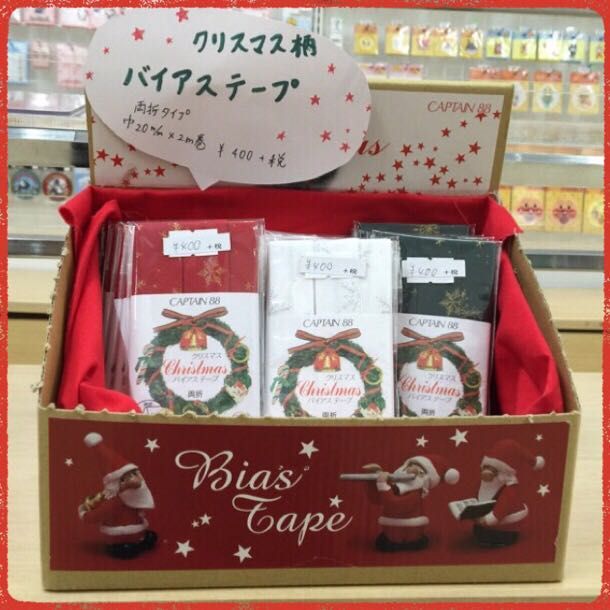 クリスマス柄
バイアステープ
両折タイプ
巾20㎜×2m巻
¥400+税
CAPTAIN 88
¥400 +税
CAPTAIN 88
クリスマス
Christmas
バイアステープ
両折
¥400 +税
CAPTAIN 88
クリスマス
Christmas
バイアステープ
両折
¥400 +税
CAPTAIN 88
クリスマス
Christmas
バイアステープ
両折
Bias
Tape